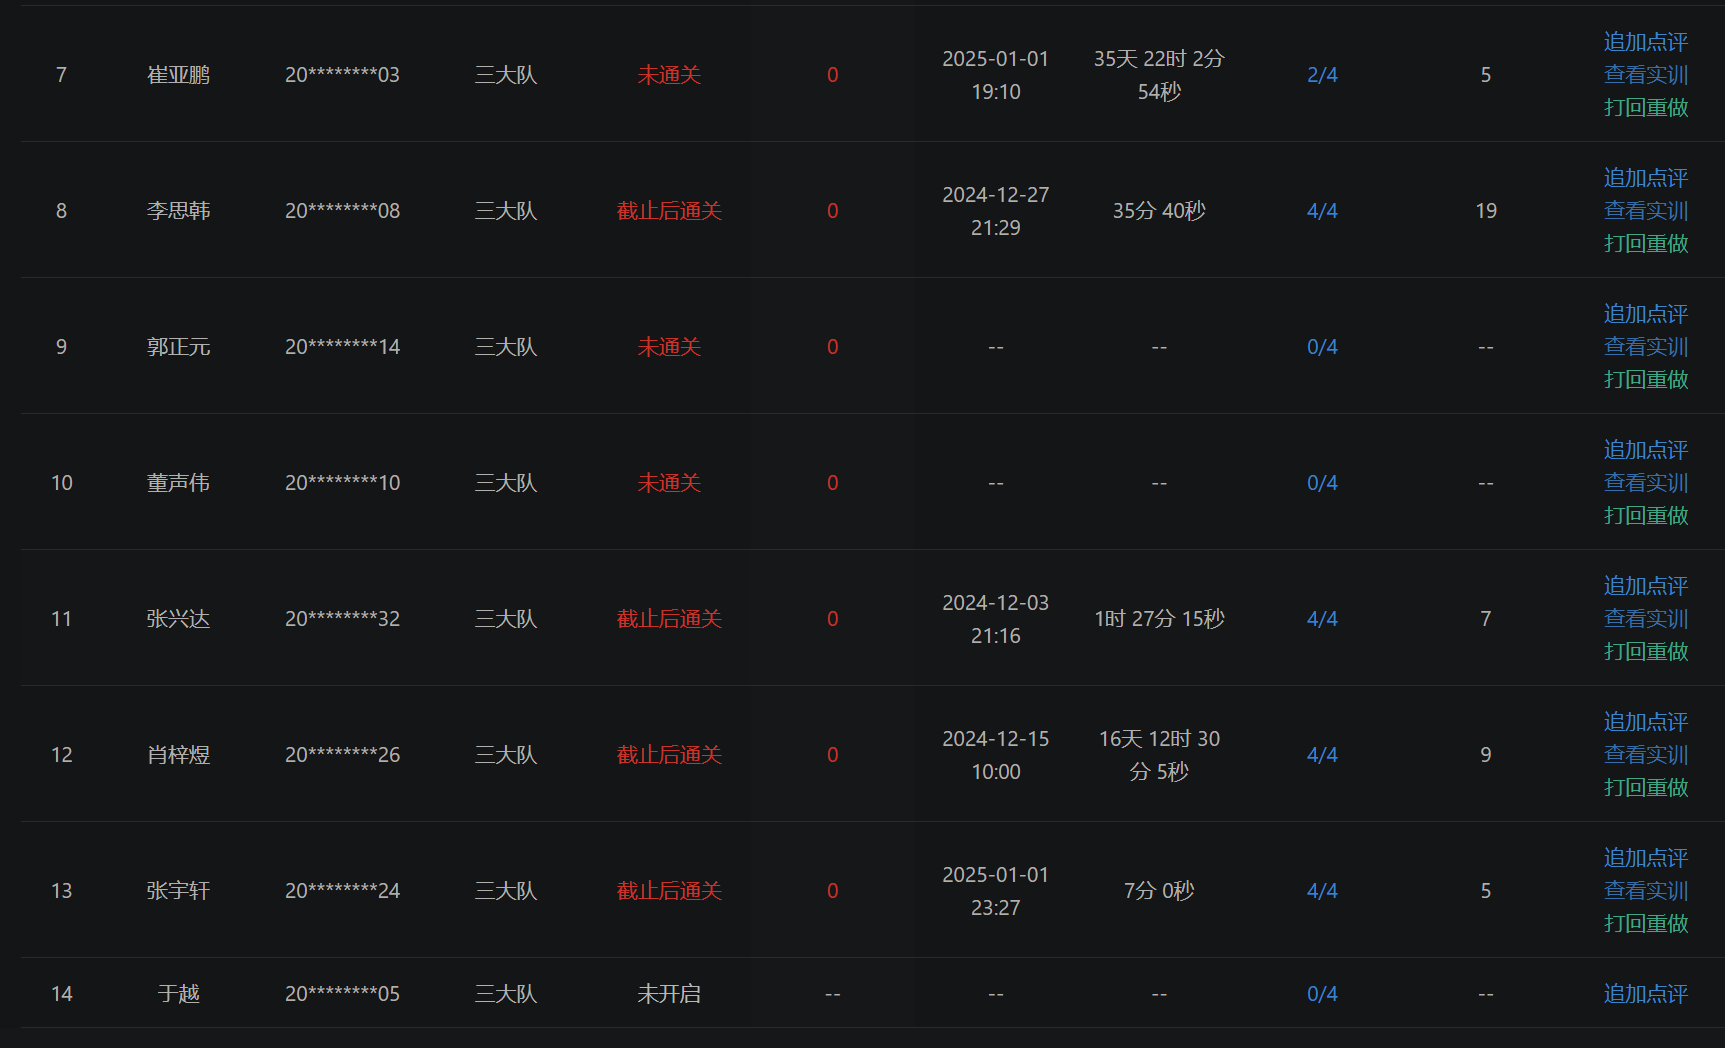 7 崔亚鹏 20********03 三大队 未通关 0 2025-01-01 19:10 35天 22时 2分 54秒 2/4 5 追加点评 查看实训 打回重做
8 李思韩 20********08 三大队 截止后通关 0 2024-12-27 21:29 35分 40秒 4/4 19 追加点评 查看实训 打回重做
9 郭正元 20********14 三大队 未通关 0 -- -- 0/4 -- 追加点评 查看实训 打回重做
10 董声伟 20********10 三大队 未通关 0 -- -- 0/4 -- 追加点评 查看实训 打回重做
11 张兴达 20********32 三大队 截止后通关 0 2024-12-03 21:16 1时 27分 15秒 4/4 7 追加点评 查看实训 打回重做
12 肖梓煜 20********26 三大队 截止后通关 0 2024-12-15 10:00 16天 12时 30分 5秒 4/4 9 追加点评 查看实训 打回重做
13 张宇轩 20********24 三大队 截止后通关 0 2025-01-01 23:27 7分 0秒 4/4 5 追加点评 查看实训 打回重做
14 于越 20********05 三大队 未开启 -- -- -- 0/4 -- 追加点评